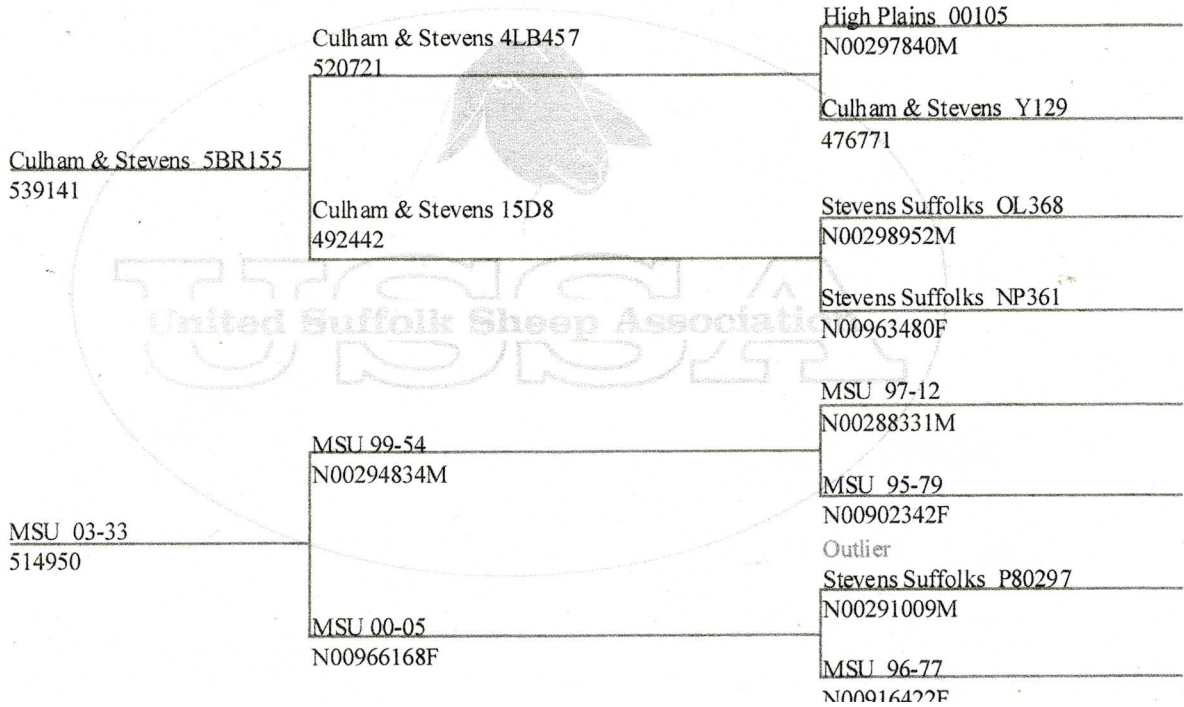 High Plains 00105
N00297840M
Culham & Stevens 4LB457
520721
Culham & Stevens Y129
476771
Culham & Stevens 5BR155
539141
Culham & Stevens 15D8
492442
Stevens Suffolks OL368
N00298952M
Stevens Suffolks NP361
N00963480F
USSA
United Suffolk Sheep Association
MSU 97-12
N00288331M
MSU 99-54
N00294834M
MSU 95-79
N00902342F
MSU 03-33
514950
Outlier
Stevens Suffolks P80297
N00291009M
MSU 00-05
N00966168F
MSU 96-77
N00916422F